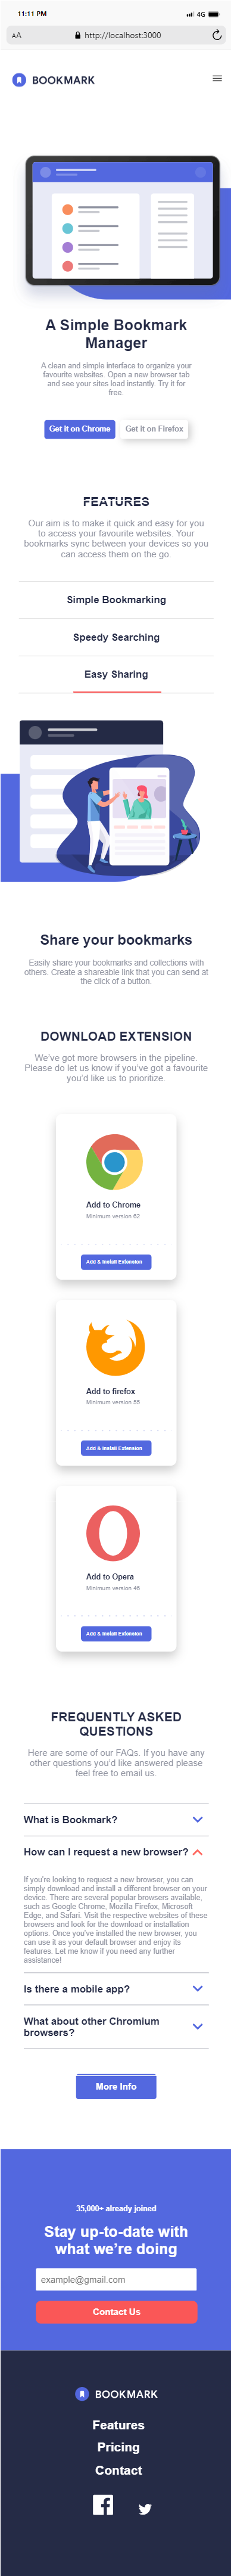 11:11 PM
4G
AA
http://localhost:3000
BOOKMARK
A Simple Bookmark
Manager
A clean and simple interface to organize your
favourite websites. Open a new browser tab
and see your sites load instantly. Try it for
free.
Get it on Chrome
Get it on Firefox
FEATURES
Our aim is to make it quick and easy for you
to access your favourite websites. Your
bookmarks sync between your devices so you
can access them on the go.
Simple Bookmarking
Speedy Searching
Easy Sharing
Share your bookmarks
Easily share your bookmarks and collections with
others. Create a shareable link that you can send at
the click of a button.
DOWNLOAD EXTENSION
We've got more browsers in the pipeline.
Please do let us know if you've got a favourite
you'd like us to prioritize.
Add to Chrome
Minimum version 62
Add & Install Extension
Add to firefox
Minimum version 55
Add & Install Extension
Add to Opera
Minimum version 46
Add & Install Extension
FREQUENTLY ASKED
QUESTIONS
Here are some of our FAQs. If you have any
other questions you'd like answered please
feel free to email us.
What is Bookmark?
How can I request a new browser?
If you're looking to request a new browser, you can
simply download and install a different browser on your
device. There are several popular browsers available,
such as Google Chrome, Mozilla Firefox, Microsoft
Edge, and Safari. Visit the respective websites of these
browsers and look for the download or installation
options. Once you've installed the new browser, you
can use it as your default browser and enjoy its
features. Let me know if you need any further
assistance!
Is there a mobile app?
What about other Chromium
browsers?
More Info
35,000+ already joined
Stay up-to-date with
what we're doing
example@gmail.com
Contact Us
BOOKMARK
Features
Pricing
Contact